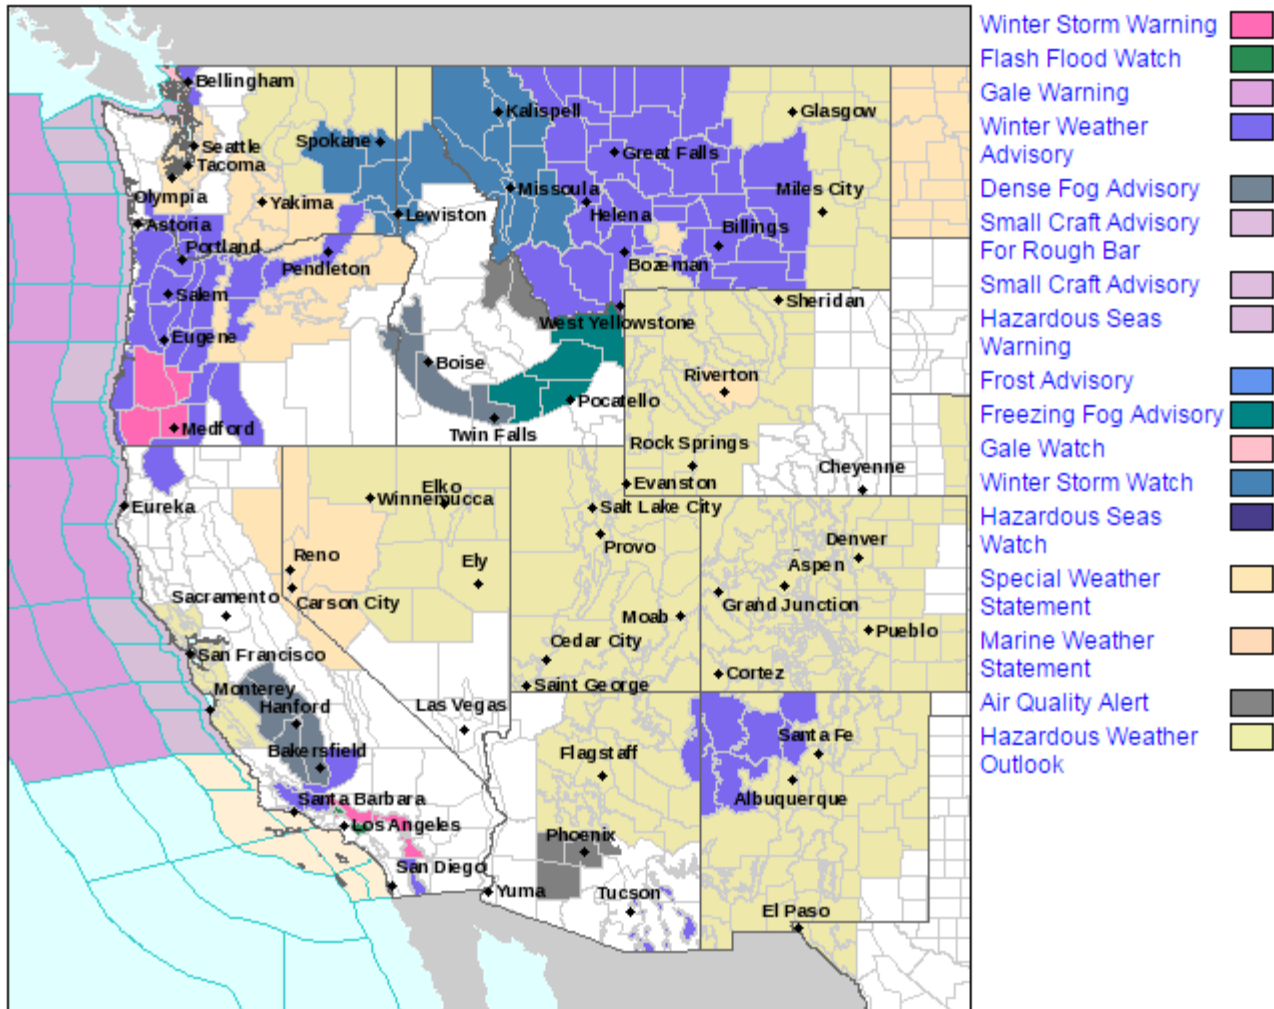 Bellingham
Seattle
Tacoma
Olympia
Spokane
Yakima
Lewiston
Kalispell
Great Falls
Missoula
Helena
Glasgow
Miles City
Billings
Bozeman
Astoria
Portland
Pendleton
Salem
Eugene
Medford
West Yellowstone
Sheridan
Boise
Pocatello
Twin Falls
Riverton
Rock Springs
Evanston
Cheyenne
Eureka
Elko
Winnemucca
Reno
Ely
Carson City
Sacramento
Salt Lake City
Provo
Moab
Cedar City
Saint George
Denver
Aspen
Grand Junction
Pueblo
Cortez
San Francisco
Monterey
Hanford
Bakersfield
Las Vegas
Santa Barbara
Los Angeles
San Diego
Flagstaff
Phoenix
Yuma
Tucson
Santa Fe
Albuquerque
El Paso
Winter Storm Warning
Flash Flood Watch
Gale Warning
Winter Weather
Advisory
Dense Fog Advisory
Small Craft Advisory
For Rough Bar
Small Craft Advisory
Hazardous Seas
Warning
Frost Advisory
Freezing Fog Advisory
Gale Watch
Winter Storm Watch
Hazardous Seas
Watch
Special Weather
Statement
Marine Weather
Statement
Air Quality Alert
Hazardous Weather
Outlook